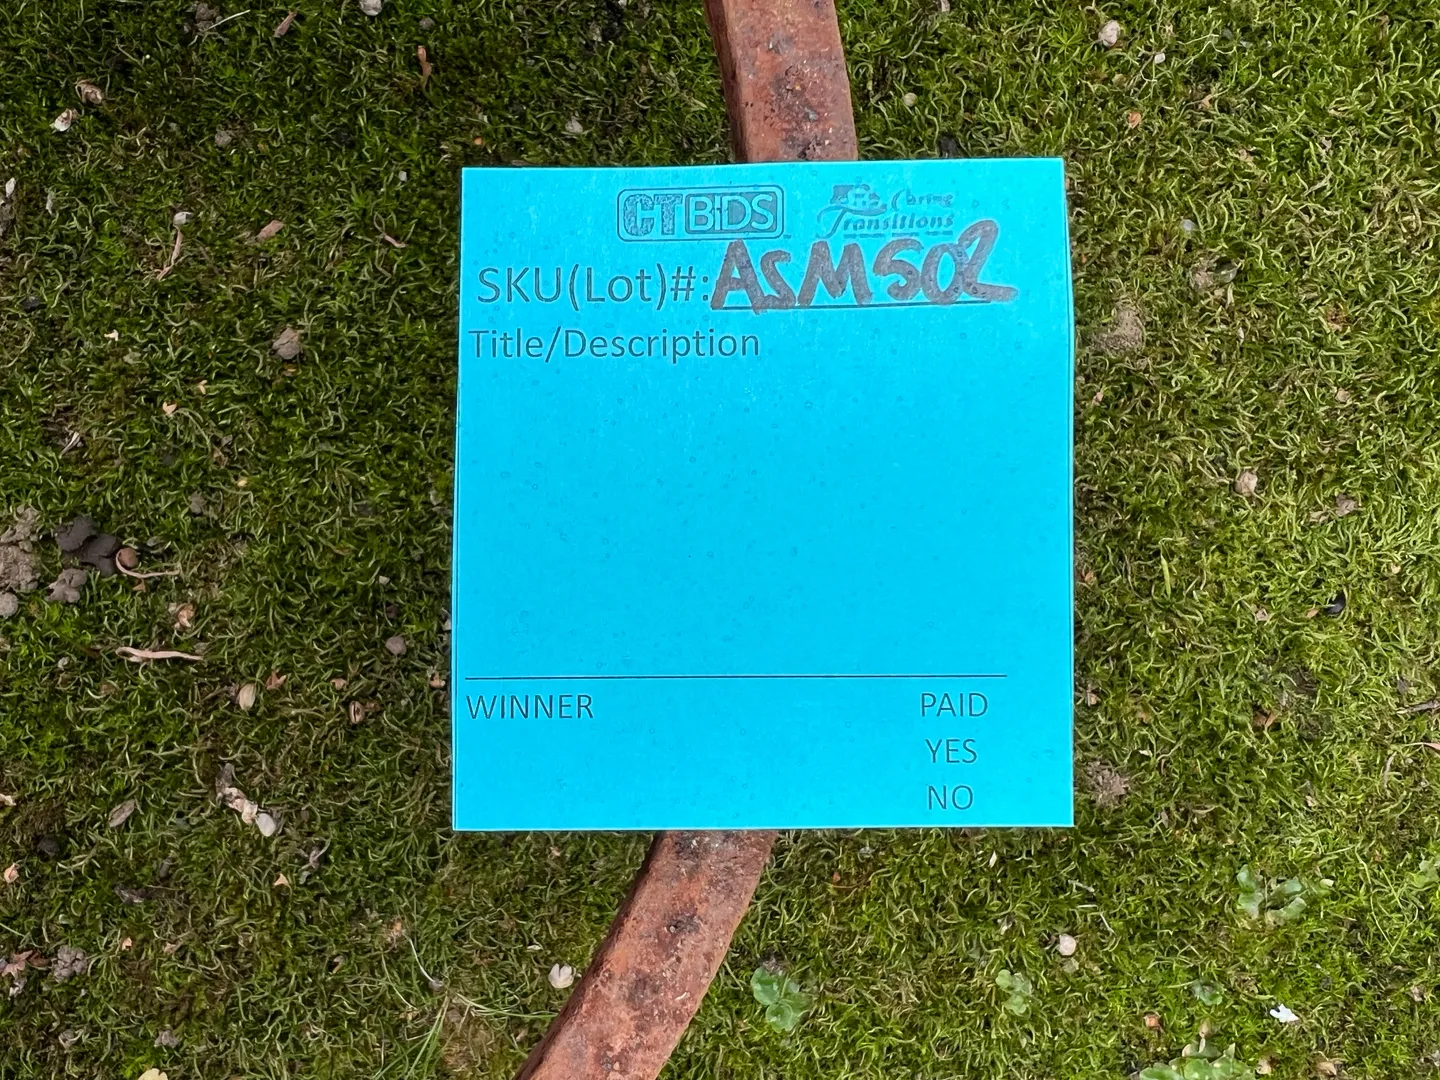 CTBIDS Caring Transitions
SKU(Lot)#: ASM502
Title/Description
WINNER PAID
YES
NO